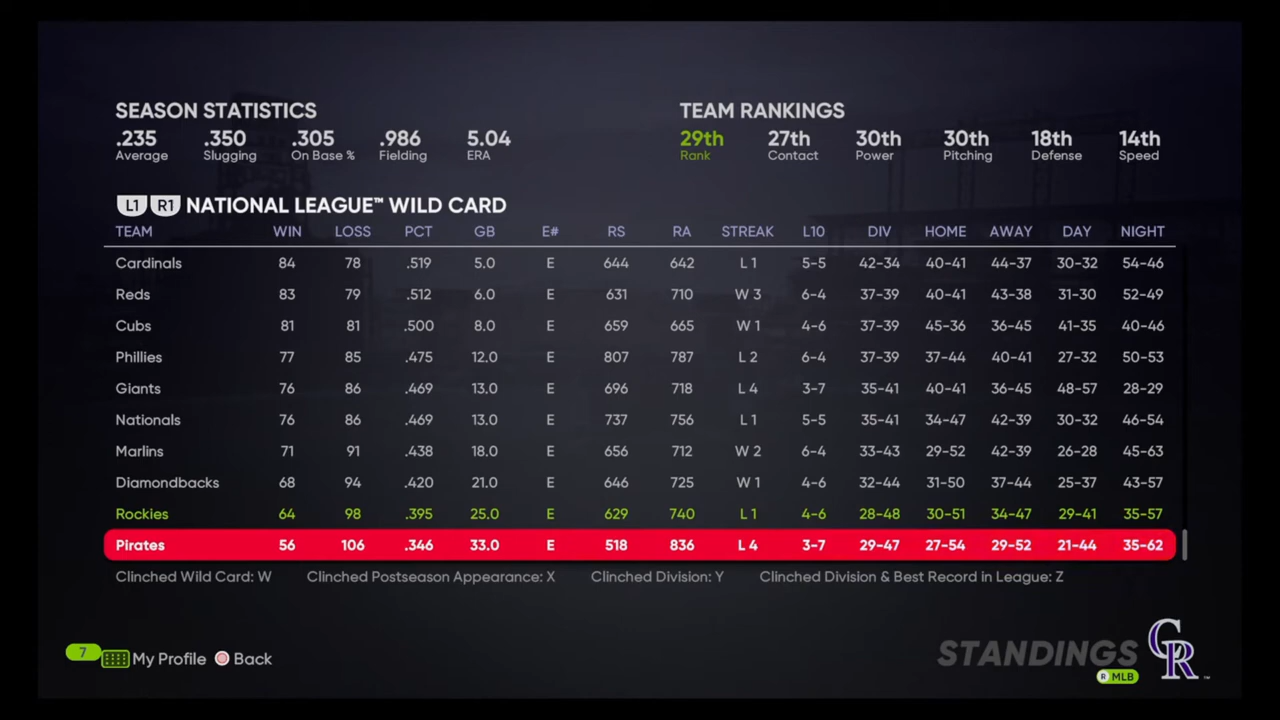 SEASON STATISTICS TEAM RANKINGS
.235 .350 .305 .986 5.04 29th 27th 30th 30th 18th 14th
Average Slugging On Base % Fielding ERA Rank Contact Power Pitching Defense Speed
L1 R1 NATIONAL LEAGUE™ WILD CARD
TEAM WIN LOSS PCT GB E# RS RA STREAK L10 DIV HOME AWAY DAY NIGHT
Cardinals 84 78 .519 5.0 E 644 642 L 1 5-5 42-34 40-41 44-37 30-32 54-46
Reds 83 79 .512 6.0 E 631 710 W 3 6-4 37-39 40-41 43-38 31-30 52-49
Cubs 81 81 .500 8.0 E 659 665 W 1 4-6 37-39 45-36 36-45 41-35 40-46
Phillies 77 85 .475 12.0 E 807 787 L 2 6-4 37-39 37-44 40-41 27-32 50-53
Giants 76 86 .469 13.0 E 696 718 L 4 3-7 35-41 40-41 36-45 48-57 28-29
Nationals 76 86 .469 13.0 E 737 756 L 1 5-5 35-41 34-47 42-39 30-32 46-54
Marlins 71 91 .438 18.0 E 656 712 W 2 6-4 33-43 29-52 42-39 26-28 45-63
Diamondbacks 68 94 .420 21.0 E 646 725 W 1 4-6 32-44 31-50 37-44 25-37 43-57
Rockies 64 98 .395 25.0 E 629 740 L 1 4-6 28-48 30-51 34-47 29-41 35-57
Pirates 56 106 .346 33.0 E 518 836 L 4 3-7 29-47 27-54 29-52 21-44 35-62
Clinched Wild Card: W Clinched Postseason Appearance: X Clinched Division: Y Clinched Division & Best Record in League: Z
7 My Profile Back STANDINGS CR™
R MLB